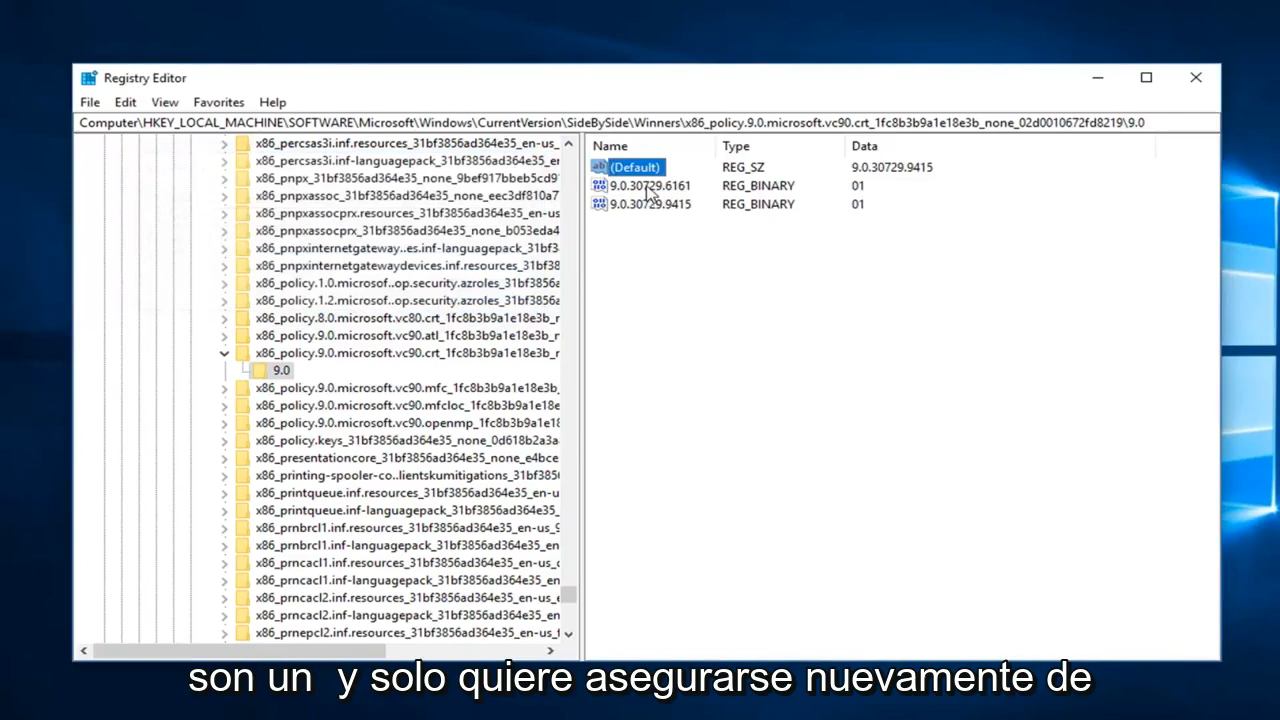 Registry Editor
File Edit View Favorites Help
Computer\HKEY_LOCAL_MACHINE\SOFTWARE\Microsoft\Windows\CurrentVersion\SideBySide\Winners\x86_policy.9.0.microsoft.vc90.crt_1fc8b3b9a1e18e3b_none_02d0010672fd8219\9.0
x86_percsas3i.inf.resources_31bf3856ad364e35_en-us_
x86_percsas3i.inf-languagepack_31bf3856ad364e35_en
x86_pnpx_31bf3856ad364e35_none_9bef917bbeb5cd9
x86_pnpxassoc_31bf3856ad364e35_none_eec3df810a7
x86_pnpxassocprx.resources_31bf3856ad364e35_en-us
x86_pnpxassocprx_31bf3856ad364e35_none_b053eda4
x86_pnpxinternetgateway..es.inf-languagepack_31bf3
x86_pnpxinternetgatewaydevices.inf.resources_31bf38
x86_policy.1.0.microsof..op.security.azroles_31bf3856a
x86_policy.1.2.microsof..op.security.azroles_31bf3856a
x86_policy.8.0.microsoft.vc80.crt_1fc8b3b9a1e18e3b_r
x86_policy.9.0.microsoft.vc90.atl_1fc8b3b9a1e18e3b_n
x86_policy.9.0.microsoft.vc90.crt_1fc8b3b9a1e18e3b_r
9.0
x86_policy.9.0.microsoft.vc90.mfc_1fc8b3b9a1e18e3b_
x86_policy.9.0.microsoft.vc90.mfcloc_1fc8b3b9a1e18e
x86_policy.9.0.microsoft.vc90.openmp_1fc8b3b9a1e18
x86_policy.keys_31bf3856ad364e35_none_0d618b2a3a
x86_presentationcore_31bf3856ad364e35_none_e4bce
x86_printing-spooler-co..lientskumitigations_31bf3856
x86_printqueue.inf.resources_31bf3856ad364e35_en-u
x86_printqueue.inf-languagepack_31bf3856ad364e35_
x86_prnbrcl1.inf.resources_31bf3856ad364e35_en-us_9
x86_prnbrcl1.inf-languagepack_31bf3856ad364e35_en
x86_prncacl1.inf.resources_31bf3856ad364e35_en-us_c
x86_prncacl1.inf-languagepack_31bf3856ad364e35_en
x86_prncacl2.inf.resources_31bf3856ad364e35_en-us_e
x86_prncacl2.inf-languagepack_31bf3856ad364e35_en
x86_prnepcl2.inf.resources_31bf3856ad364e35_en-us_f
Name Type Data
(Default) REG_SZ 9.0.30729.9415
9.0.30729.6161 REG_BINARY 01
9.0.30729.9415 REG_BINARY 01
son un y solo quiere asegurarse nuevamente de